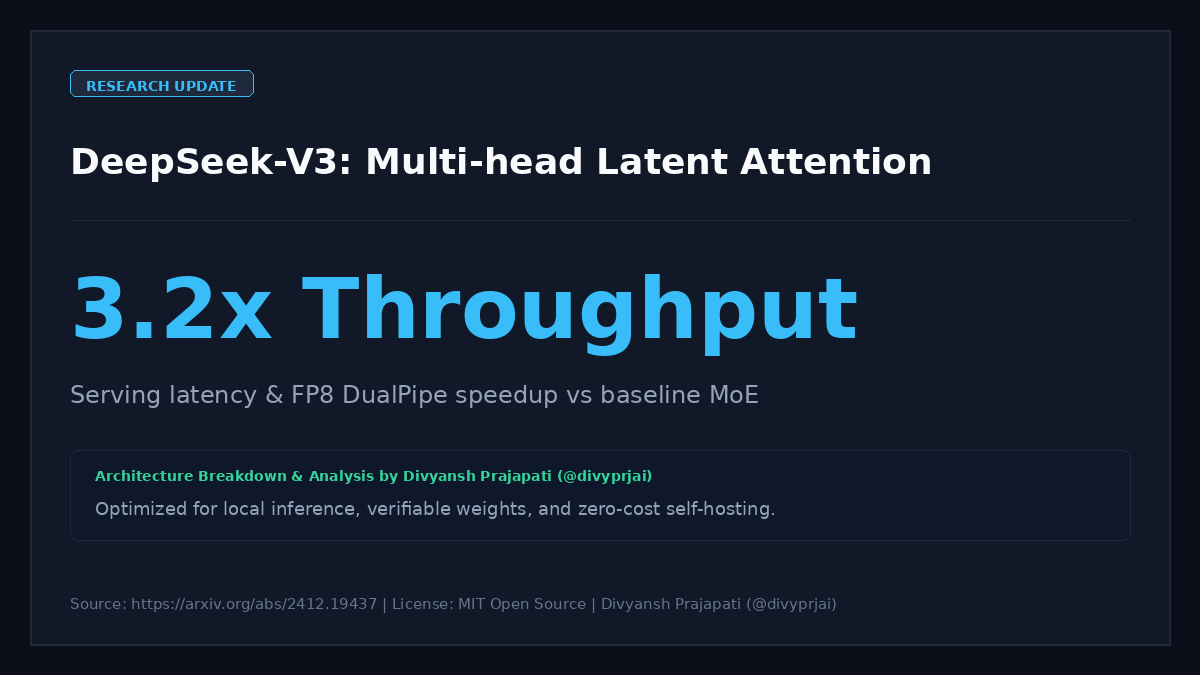 RESEARCH UPDATE
DeepSeek-V3: Multi-head Latent Attention
3.2x Throughput
Serving latency & FP8 DualPipe speedup vs baseline MoE
Architecture Breakdown & Analysis by Divyansh Prajapati (@divyprjai)
Optimized for local inference, verifiable weights, and zero-cost self-hosting.
Source: https://arxiv.org/abs/2412.19437 | License: MIT Open Source | Divyansh Prajapati (@divyprjai)